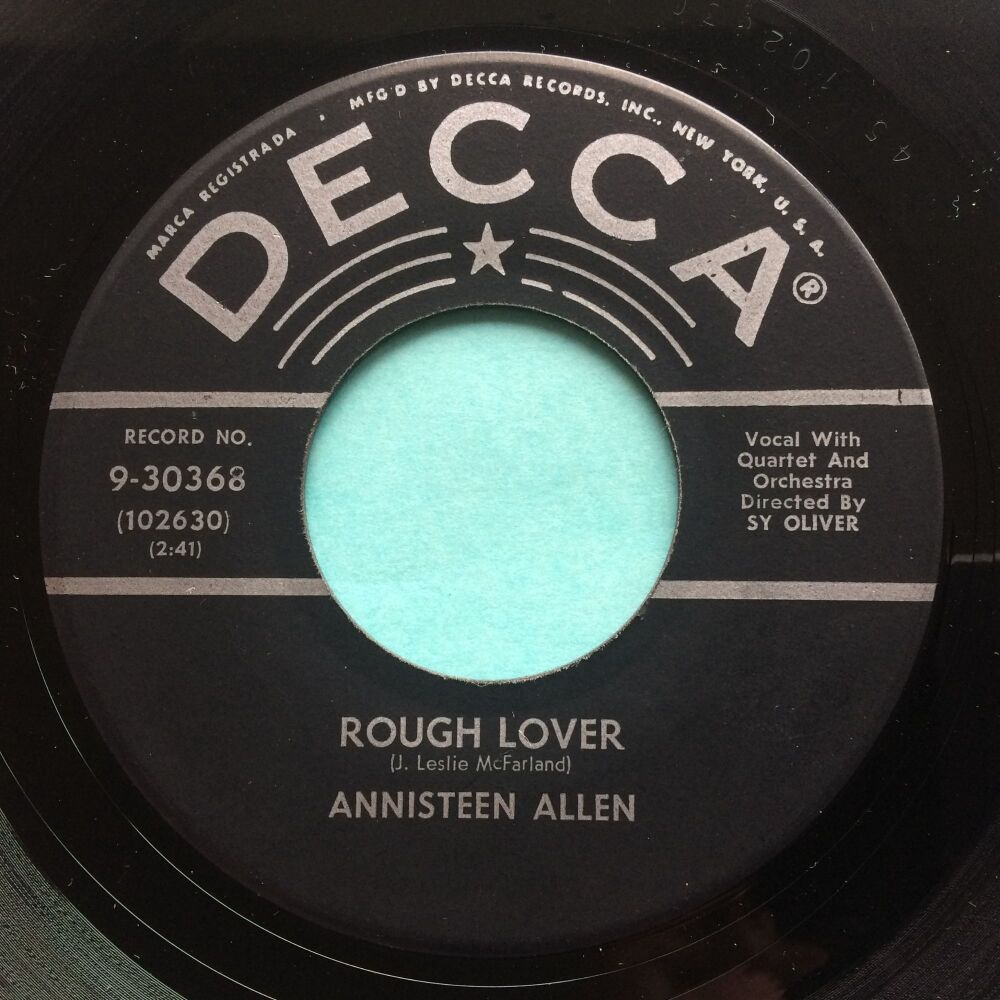 MARCA REGISTRADA • MFG'D BY DECCA RECORDS, INC., NEW YORK, U. S. A.
DECCA®
RECORD NO.
9-30368
(102630)
(2:41)
Vocal With
Quartet And
Orchestra
Directed By
SY OLIVER
ROUGH LOVER
(J. Leslie McFarland)
ANNISTEEN ALLEN